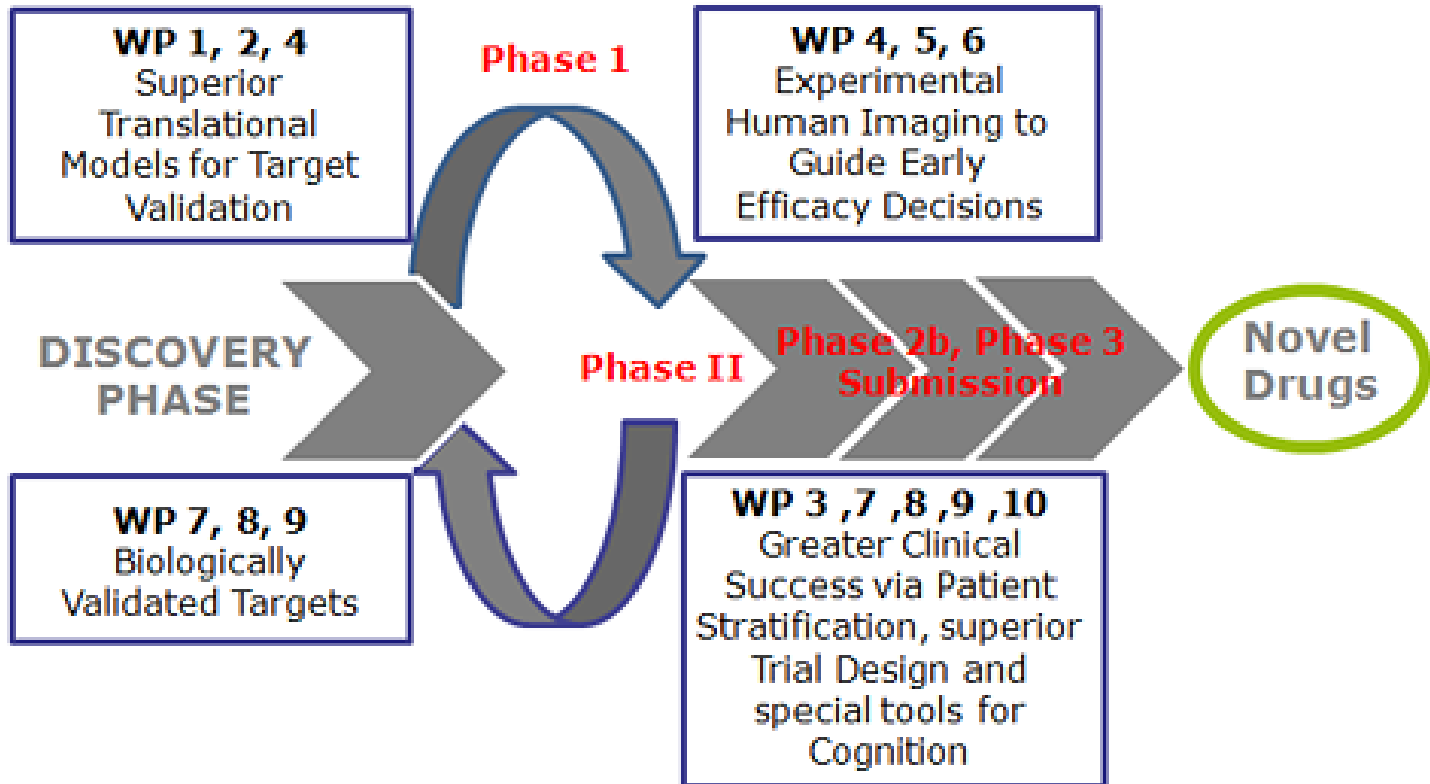 WP 1, 2, 4
Superior
Translational
Models for Target
Validation
Phase 1
WP 4, 5, 6
Experimental
Human Imaging to
Guide Early
Efficacy Decisions
DISCOVERY
PHASE
Phase II
Phase 2b, Phase 3
Submission
Novel
Drugs
WP 7, 8, 9
Biologically
Validated Targets
WP 3 ,7 ,8 ,9 ,10
Greater Clinical
Success via Patient
Stratification, superior
Trial Design and
special tools for
Cognition